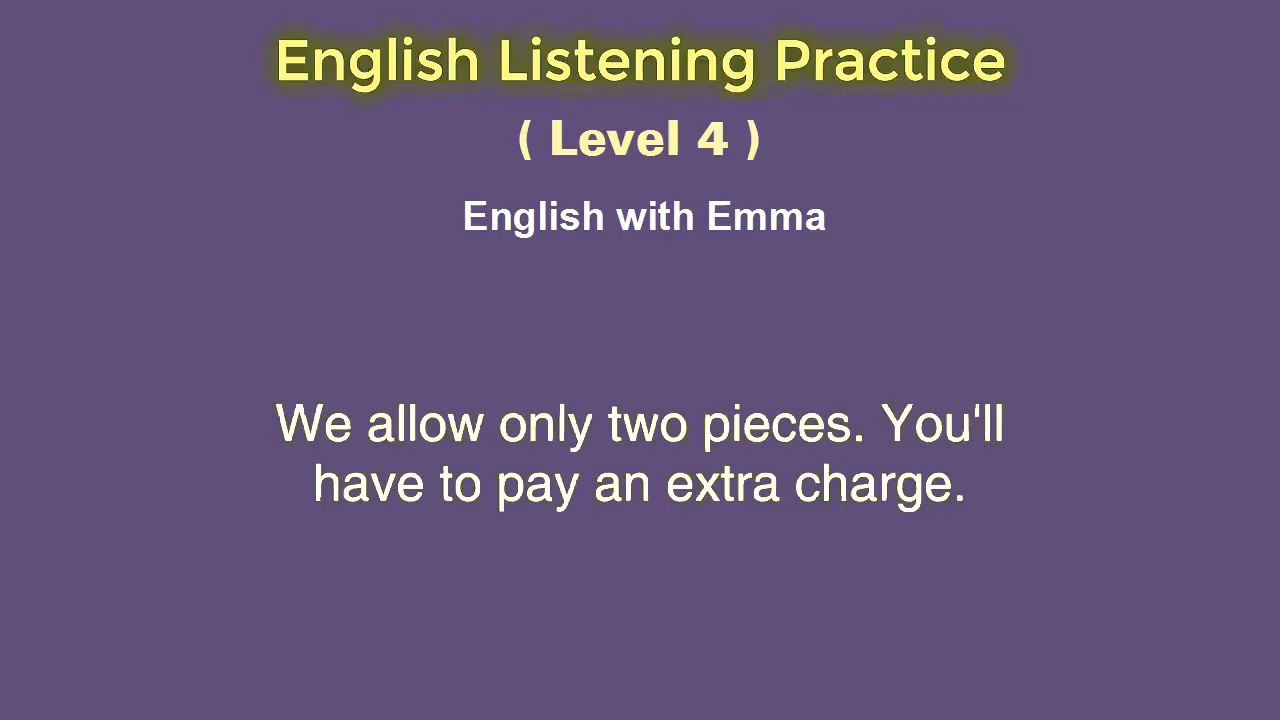 English Listening Practice
( Level 4 )
English with Emma
We allow only two pieces. You'll
have to pay an extra charge.